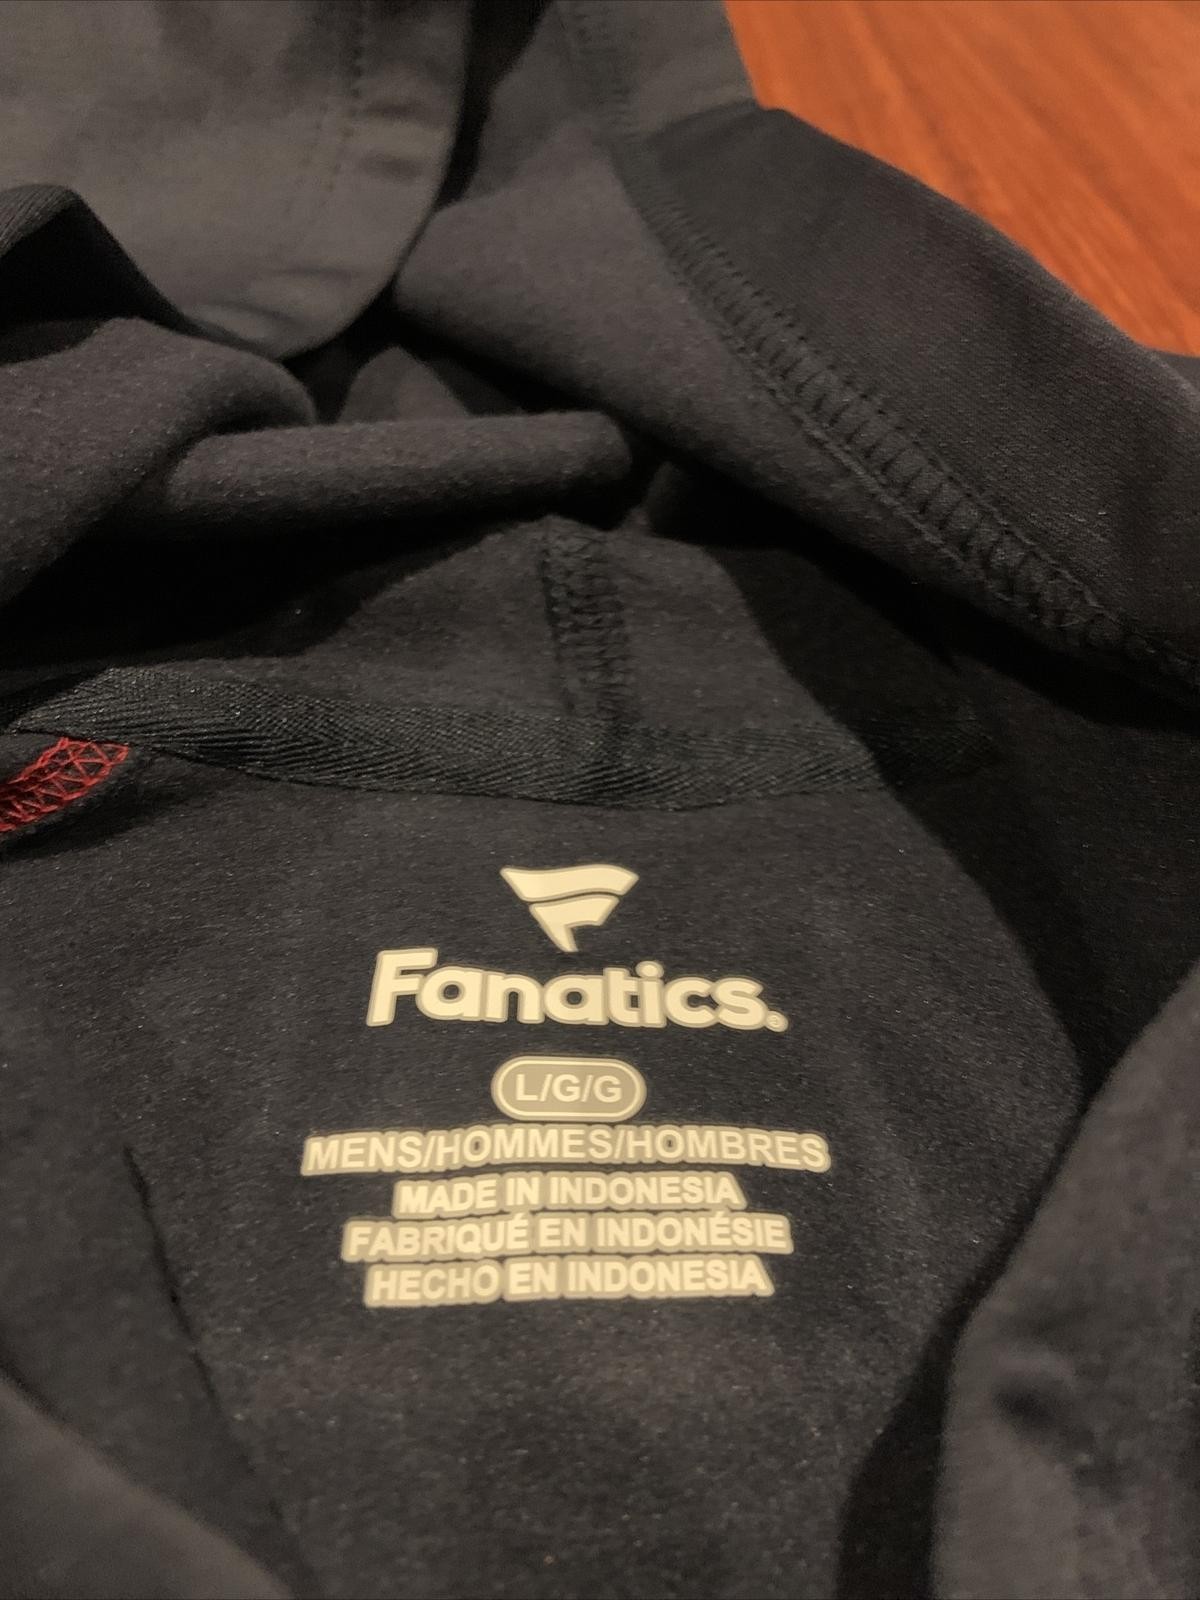 Fanatics®
L/G/G
MENS/HOMMES/HOMBRES
MADE IN INDONESIA
FABRIQUÉ EN INDONÉSIE
HECHO EN INDONESIA